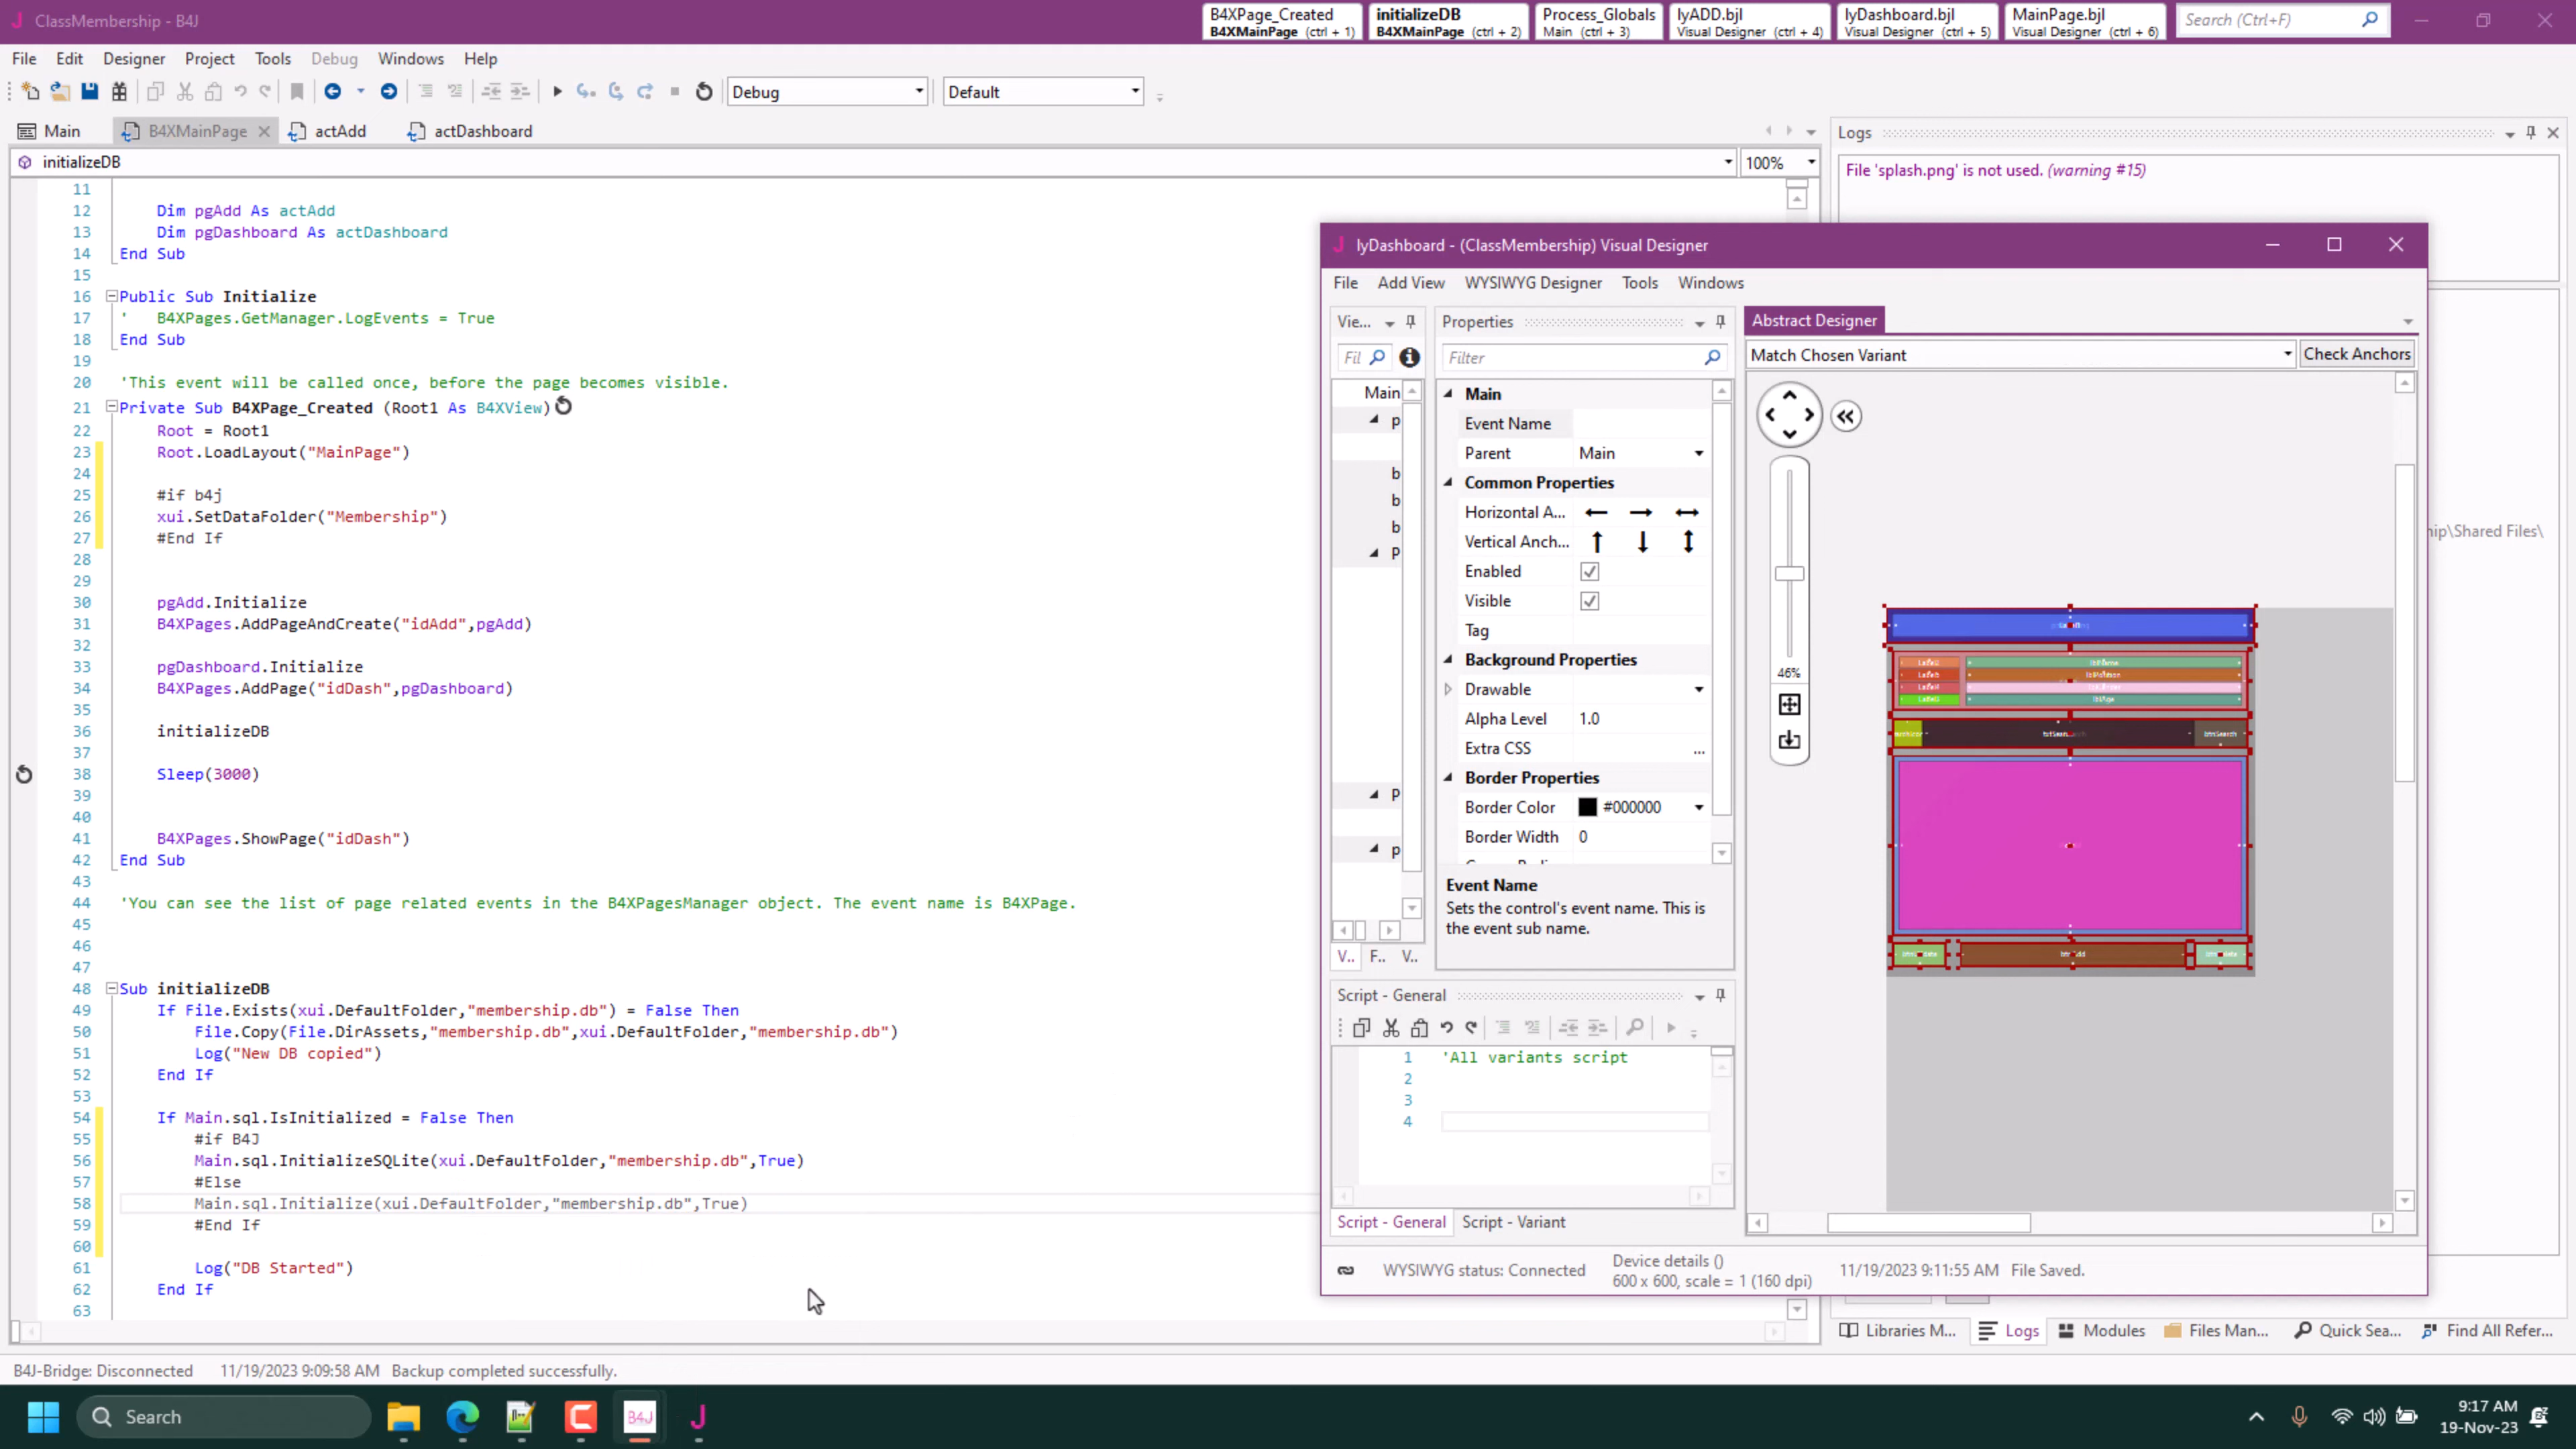 ClassMembership - B4J
B4XPage_Created
B4XMainPage (ctrl + 1)
initializeDB
B4XMainPage (ctrl + 2)
Process_Globals
Main (ctrl + 3)
lyADD.bjl
Visual Designer (ctrl + 4)
lyDashboard.bjl
Visual Designer (ctrl + 5)
MainPage.bjl
Visual Designer (ctrl + 6)
Search (Ctrl+F)
File Edit Designer Project Tools Debug Windows Help
Debug
Default
Main
B4XMainPage
actAdd
actDashboard
initializeDB
100%
11
12 Dim pgAdd As actAdd
13 Dim pgDashboard As actDashboard
14 End Sub
15
16 Public Sub Initialize
17 ' B4XPages.GetManager.LogEvents = True
18 End Sub
19
20 'This event will be called once, before the page becomes visible.
21 Private Sub B4XPage_Created (Root1 As B4XView)
22 Root = Root1
23 Root.LoadLayout("MainPage")
24
25 #if b4j
26 xui.SetDataFolder("Membership")
27 #End If
28
29
30 pgAdd.Initialize
31 B4XPages.AddPageAndCreate("idAdd",pgAdd)
32
33 pgDashboard.Initialize
34 B4XPages.AddPage("idDash",pgDashboard)
35
36 initializeDB
37
38 Sleep(3000)
39
40
41 B4XPages.ShowPage("idDash")
42 End Sub
43
44 'You can see the list of page related events in the B4XPagesManager object. The event name is B4XPage.
45
46
47
48 Sub initializeDB
49 If File.Exists(xui.DefaultFolder,"membership.db") = False Then
50 File.Copy(File.DirAssets,"membership.db",xui.DefaultFolder,"membership.db")
51 Log("New DB copied")
52 End If
53
54 If Main.sql.IsInitialized = False Then
55 #if B4J
56 Main.sql.InitializeSQLite(xui.DefaultFolder,"membership.db",True)
57 #Else
58 Main.sql.Initialize(xui.DefaultFolder,"membership.db",True)
59 #End If
60
61 Log("DB Started")
62 End If
63
Logs
File 'splash.png' is not used. (warning #15)
hip\Shared Files\
lyDashboard - (ClassMembership) Visual Designer
File Add View WYSIWYG Designer Tools Windows
Vie...
Fil
Main
p
b
b
b
P
P
p
V.. F.. V..
Properties
Filter
Main
Event Name
Parent Main
Common Properties
Horizontal A...
Vertical Anch...
Enabled
Visible
Tag
Background Properties
Drawable
Alpha Level 1.0
Extra CSS ...
Border Properties
Border Color #000000
Border Width 0
Event Name
Sets the control's event name. This is
the event sub name.
Abstract Designer
Match Chosen Variant
Check Anchors
46%
Script - General
1 'All variants script
2
3
4
Script - General Script - Variant
WYSIWYG status: Connected
Device details ()
600 x 600, scale = 1 (160 dpi)
11/19/2023 9:11:55 AM File Saved.
Libraries M... Logs Modules Files Man... Quick Sea... Find All Refer...
B4J-Bridge: Disconnected 11/19/2023 9:09:58 AM Backup completed successfully.
Search
B4J
9:17 AM
19-Nov-23